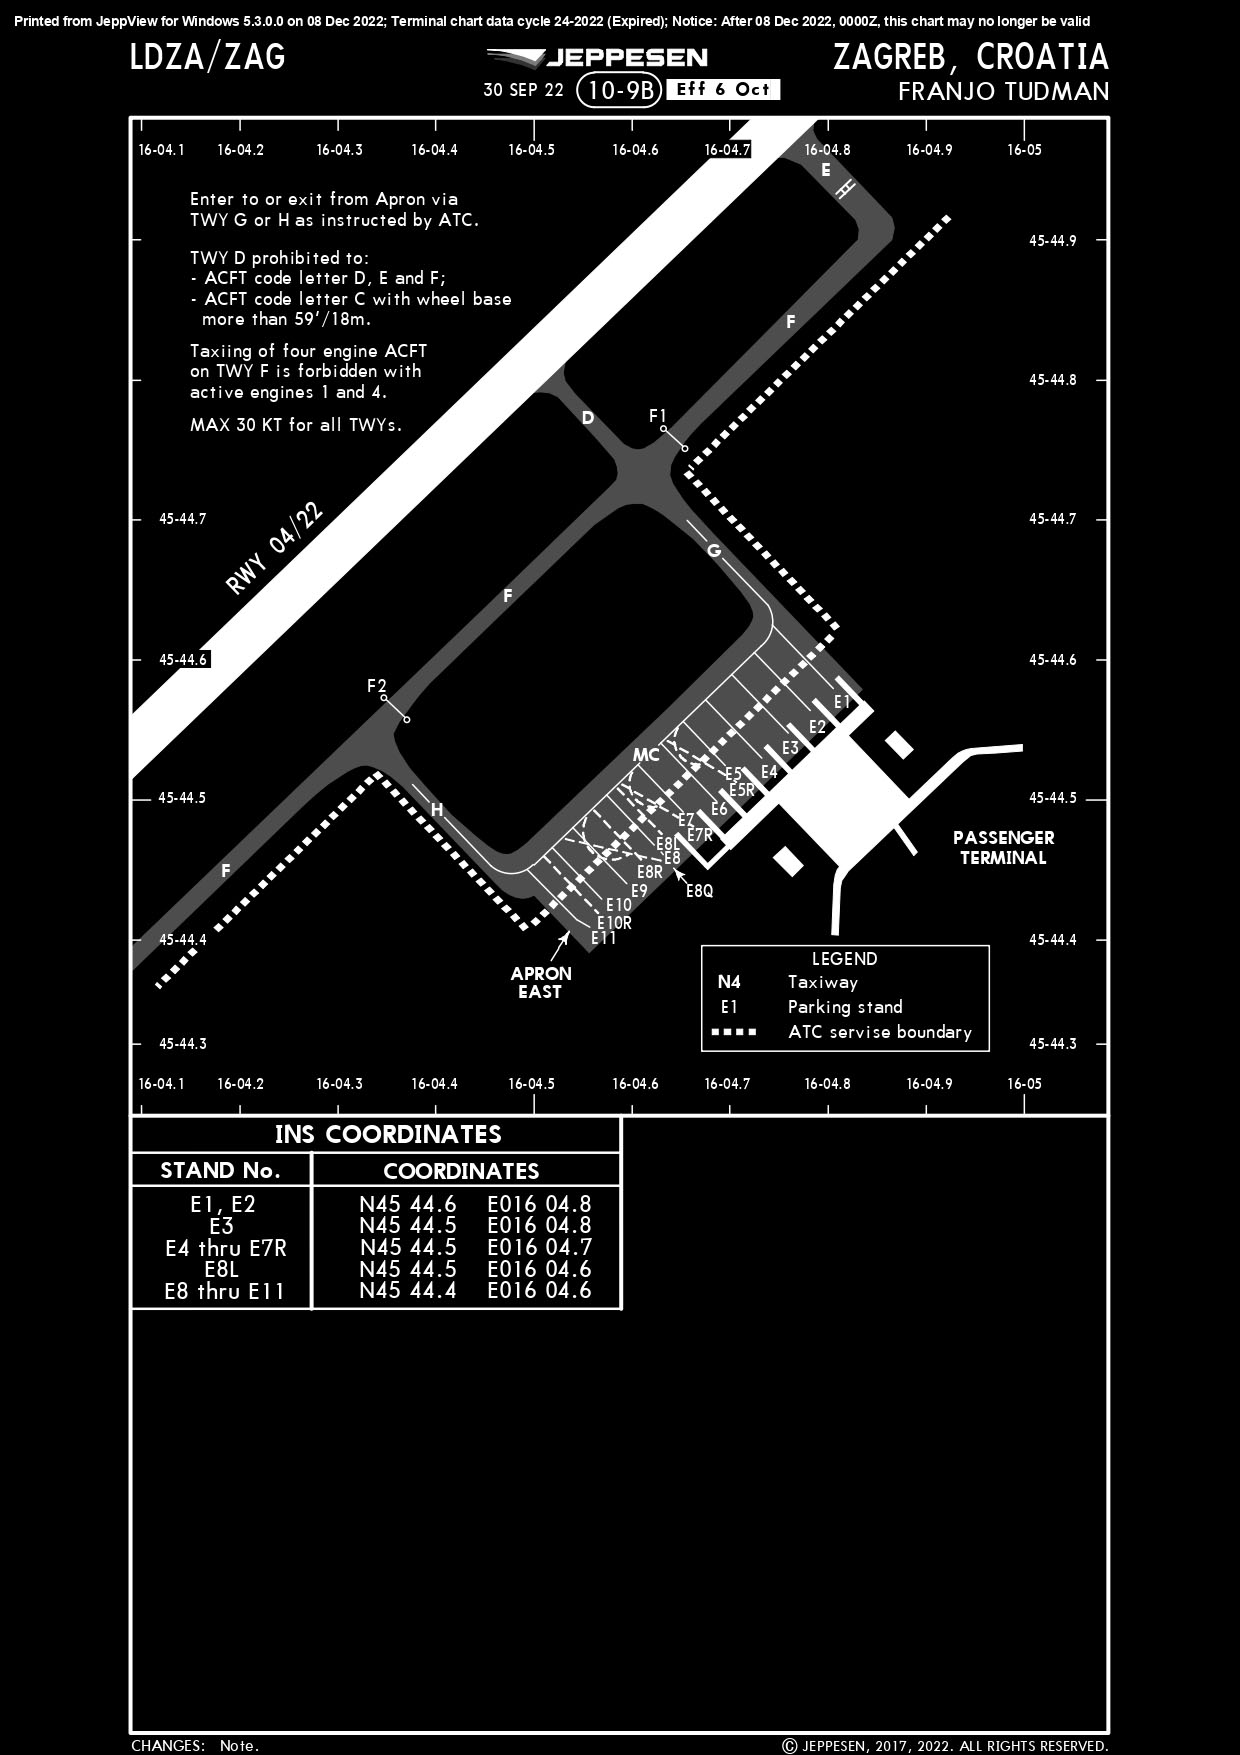 Printed from JeppView for Windows 5.3.0.0 on 08 Dec 2022; Terminal chart data cycle 24-2022 (Expired); Notice: After 08 Dec 2022, 0000Z, this chart may no longer be valid
LDZA/ZAG
JEPPESEN
ZAGREB, CROATIA
30 SEP 22 10-9B Eff 6 Oct
FRANJO TUDMAN
16-04.1 16-04.2 16-04.3 16-04.4 16-04.5 16-04.6 16-04.7 16-04.8 16-04.9 16-05
E
Enter to or exit from Apron via
TWY G or H as instructed by ATC.
45-44.9
TWY D prohibited to:
- ACFT code letter D, E and F;
- ACFT code letter C with wheel base
more than 59'/18m.
F
Taxiing of four engine ACFT
on TWY F is forbidden with
active engines 1 and 4.
45-44.8
MAX 30 KT for all TWYs.
D
F1
45-44.7
45-44.7
RWY 04/22
G
F
45-44.6
45-44.6
F2
E1
E2
E3
MC
E4
E5
E5R
45-44.5
E6
45-44.5
H
E7
E7R
E8L
E8
E8R
E8Q
E9
E10
E10R
E11
PASSENGER
TERMINAL
F
45-44.4
45-44.4
APRON
EAST
LEGEND
N4 Taxiway
E1 Parking stand
ATC servise boundary
45-44.3
45-44.3
16-04.1 16-04.2 16-04.3 16-04.4 16-04.5 16-04.6 16-04.7 16-04.8 16-04.9 16-05
INS COORDINATES
STAND No. COORDINATES
E1, E2 N45 44.6 E016 04.8
E3 N45 44.5 E016 04.8
E4 thru E7R N45 44.5 E016 04.7
E8L N45 44.5 E016 04.6
E8 thru E11 N45 44.4 E016 04.6
CHANGES: Note.
© JEPPESEN, 2017, 2022. ALL RIGHTS RESERVED.